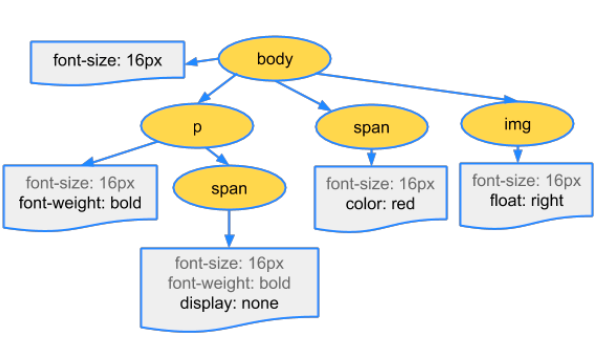 font-size: 16px
body
p
span
img
font-size: 16px
font-weight: bold
span
font-size: 16px
color: red
font-size: 16px
float: right
font-size: 16px
font-weight: bold
display: none